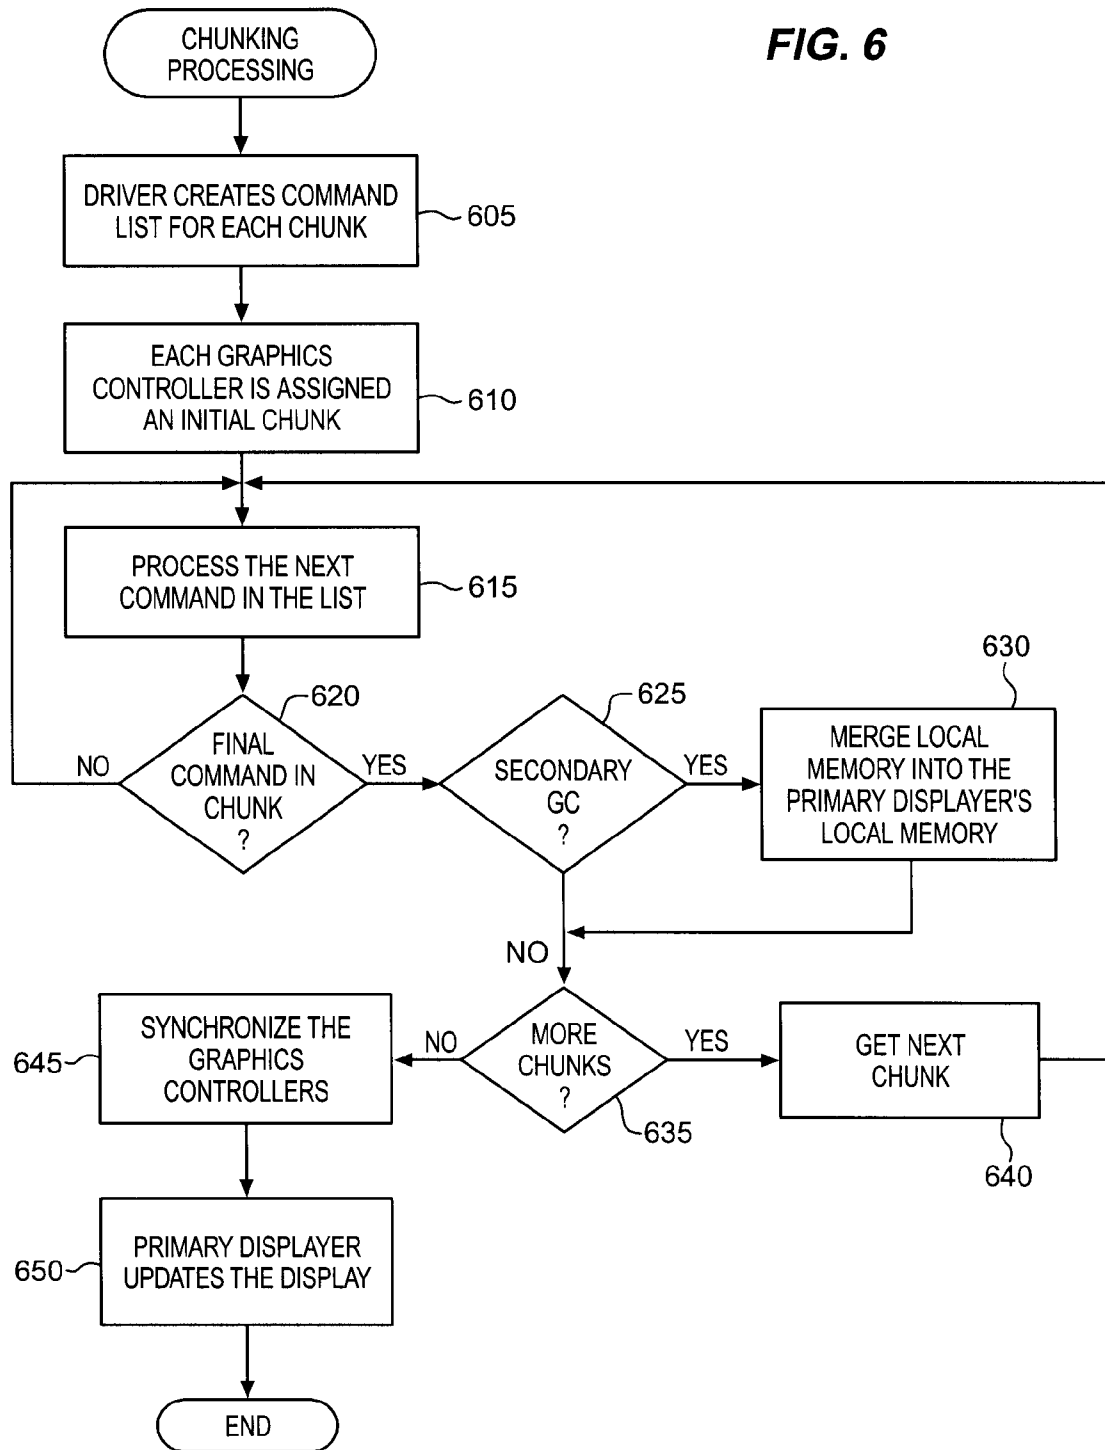 FIG. 6
CHUNKING
PROCESSING
DRIVER CREATES COMMAND
LIST FOR EACH CHUNK
605
EACH GRAPHICS
CONTROLLER IS ASSIGNED
AN INITIAL CHUNK
610
PROCESS THE NEXT
COMMAND IN THE LIST
615
620
FINAL
COMMAND IN
CHUNK
?
NO
YES
625
SECONDARY
GC
?
YES
NO
630
MERGE LOCAL
MEMORY INTO THE
PRIMARY DISPLAYER'S
LOCAL MEMORY
MORE
CHUNKS
?
635
NO
YES
GET NEXT
CHUNK
640
SYNCHRONIZE THE
GRAPHICS
CONTROLLERS
645
PRIMARY DISPLAYER
UPDATES THE DISPLAY
650
END